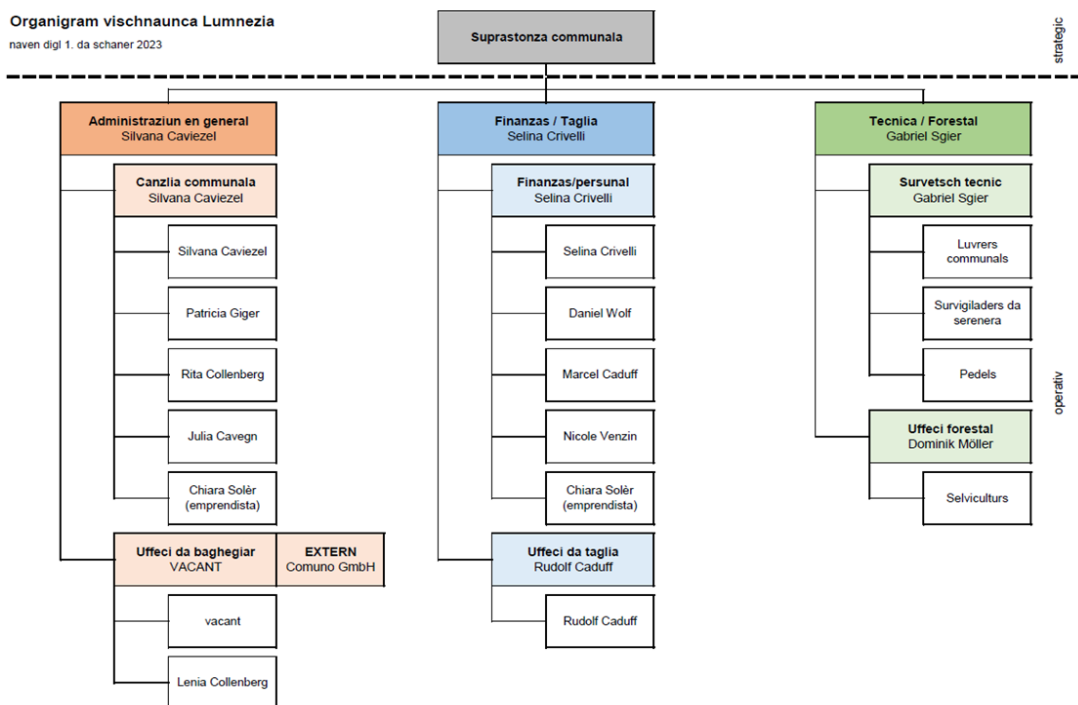 Organigram vischnaunca Lumnezia
naven digl 1. da schaner 2023
Suprastonza communala
strategic
operativ
Administraziun en general
Silvana Caviezel
Canzlia communala
Silvana Caviezel
Silvana Caviezel
Patricia Giger
Rita Collenberg
Julia Cavegn
Chiara Solèr
(emprendista)
Uffeci da baghegiar
VACANT
EXTERN
Comuno GmbH
vacant
Lenia Collenberg
Finanzas / Taglia
Selina Crivelli
Finanzas/persunal
Selina Crivelli
Selina Crivelli
Daniel Wolf
Marcel Caduff
Nicole Venzin
Chiara Solèr
(emprendista)
Uffeci da taglia
Rudolf Caduff
Rudolf Caduff
Tecnica / Forestal
Gabriel Sgier
Survetsch tecnic
Gabriel Sgier
Luvrers
communals
Survigiladers da
serenera
Pedels
Uffeci forestal
Dominik Möller
Selviculturs